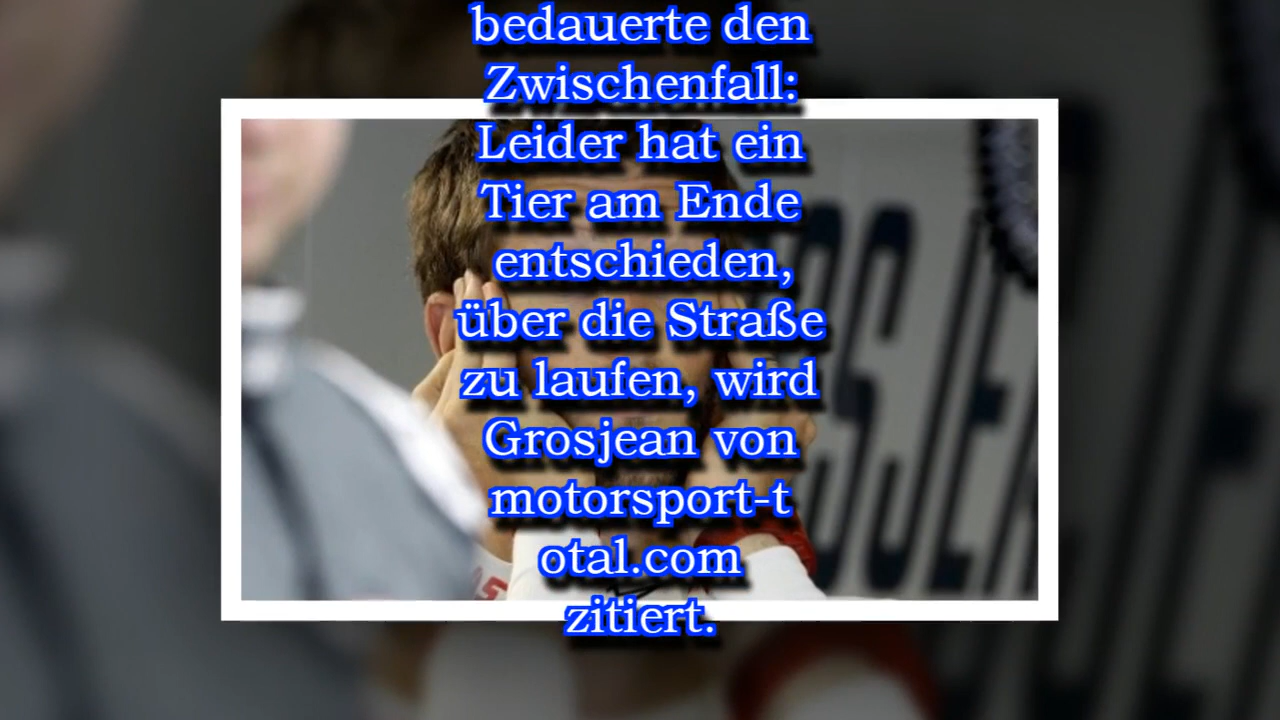 bedauerte den
Zwischenfall:
Leider hat ein
Tier am Ende
entschieden,
über die Straße
zu laufen, wird
Grosjean von
motorsport-t
otal.com
zitiert.